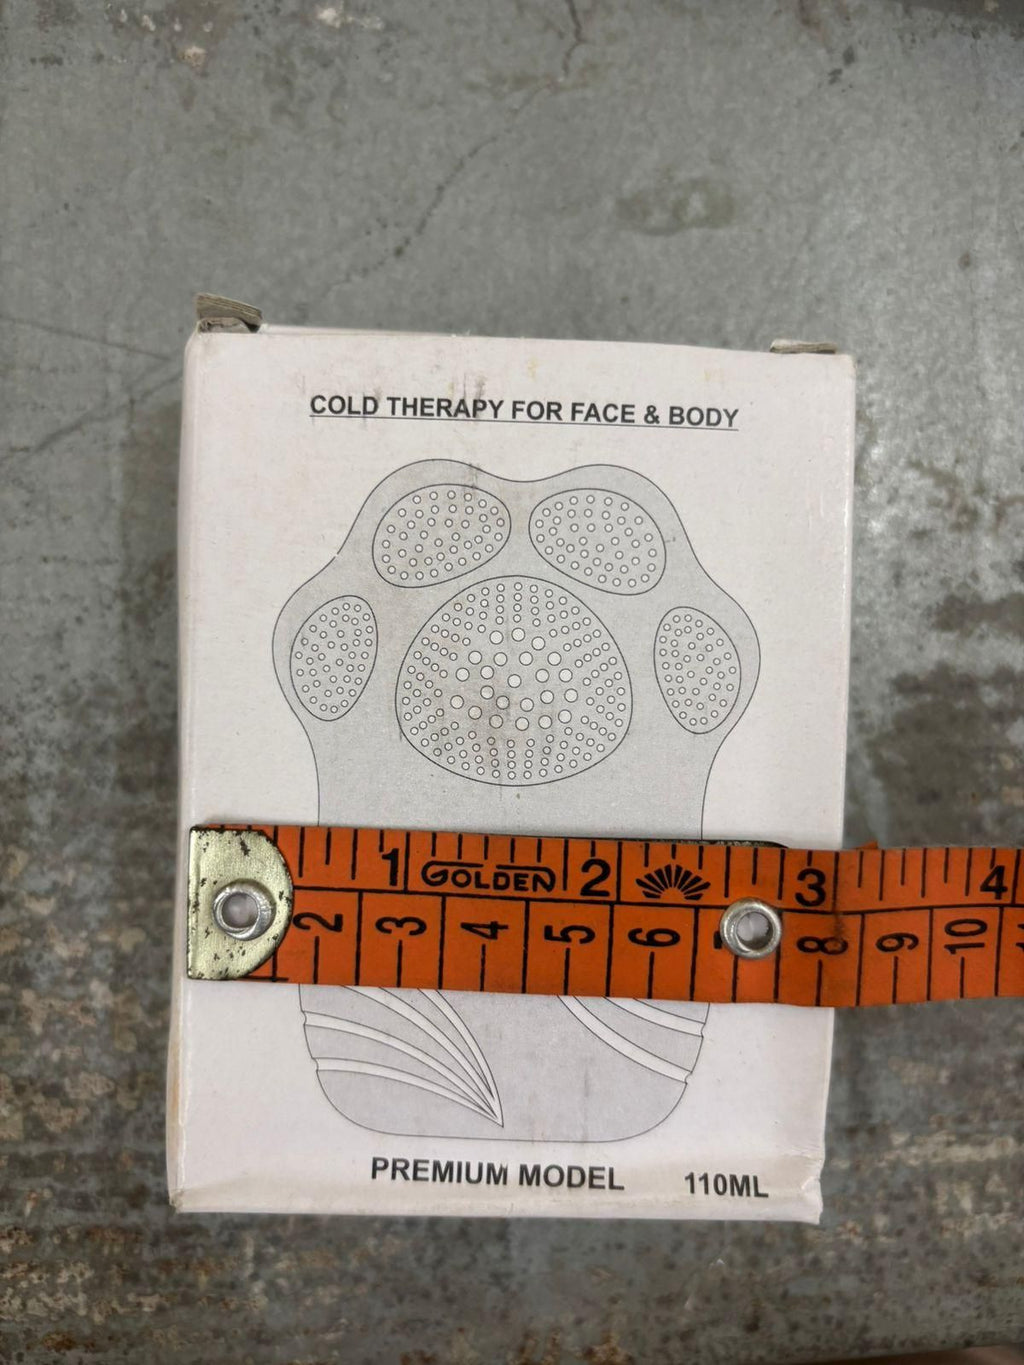 COLD THERAPY FOR FACE & BODY
1 GOLDEN 2 3 4
2 3 4 5 6 7 8 9 10
PREMIUM MODEL 110ML